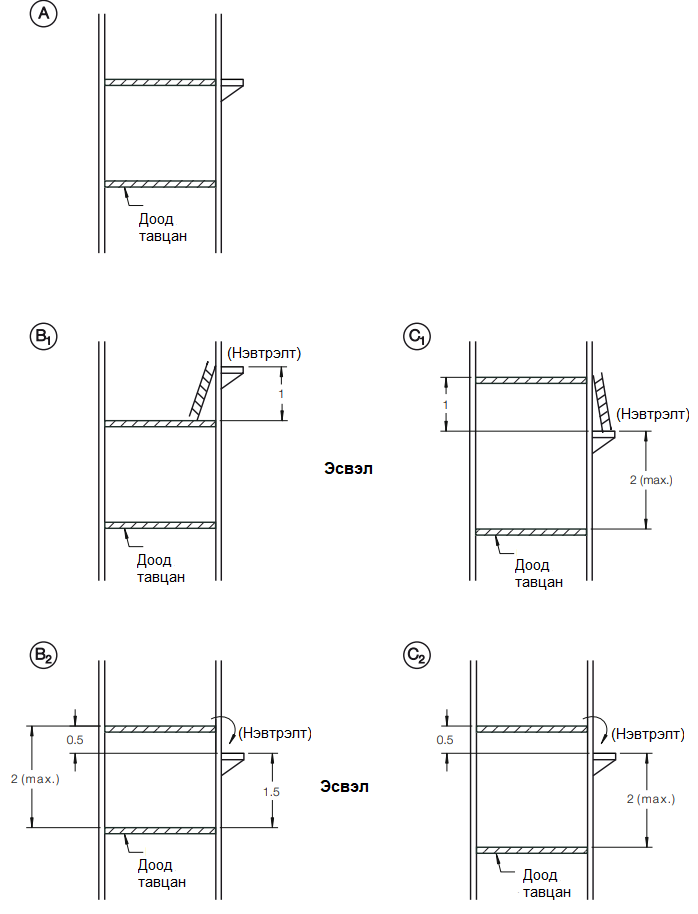 A
Доод
тавцан
B1
(Нэвтрэлт)
1
Доод
тавцан
Эсвэл
C1
1
(Нэвтрэлт)
2 (max.)
Доод
тавцан
B2
0.5
(Нэвтрэлт)
2 (max.)
1.5
Доод
тавцан
Эсвэл
C2
0.5
(Нэвтрэлт)
2 (max.)
Доод
тавцан